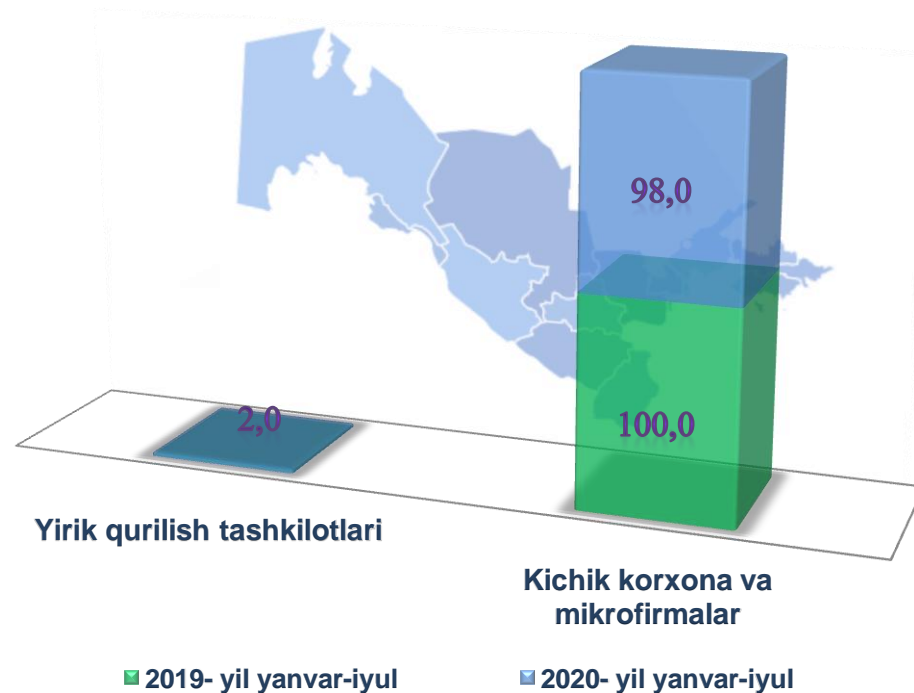 98,0
2,0
100,0
Yirik qurilish tashkilotlari
Kichik korxona va
mikrofirmalar
2019- yil yanvar-iyul
2020- yil yanvar-iyul